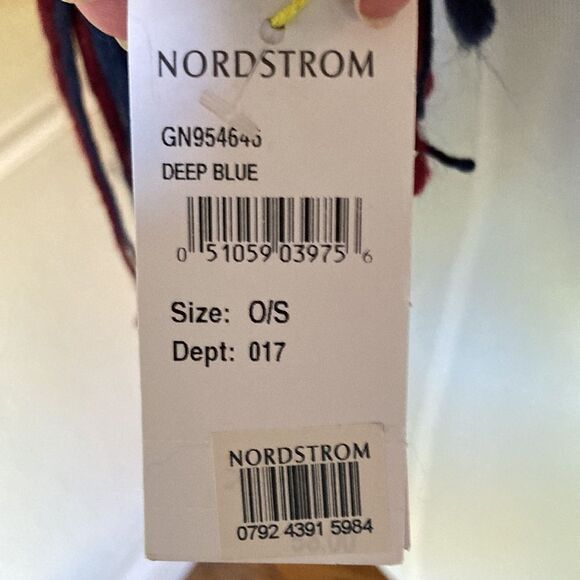 NORDSTROM
DEEP BLUE
0 51059 03975 6
Size: O/S
Dept: 017
NORDSTROM
0792 4391 5984